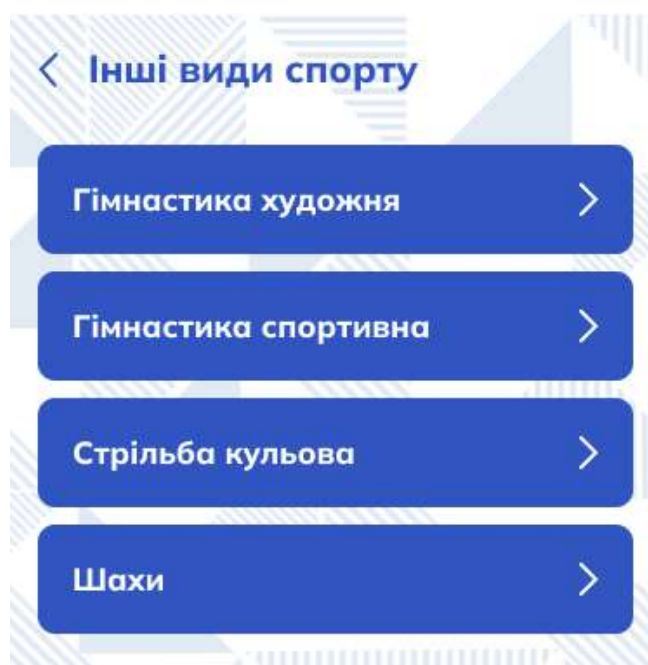 Інші види спорту
Гімнастика художня
Гімнастика спортивна
Стрільба кульова
Шахи